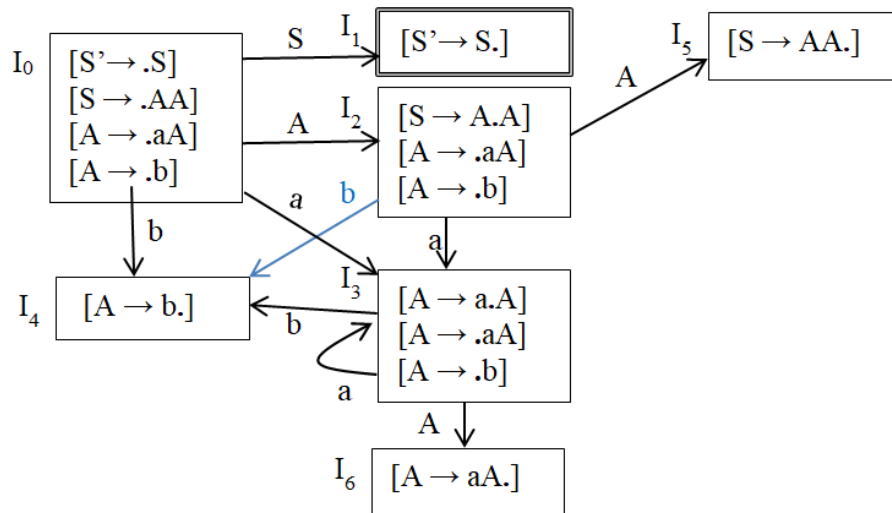 I₀
[S’→ .S]
[S → .AA]
[A → .aA]
[A → .b]
S
I₁
[S’→ S.]
I₅
[S → AA.]
A
A
I₂
[S → A.A]
[A → .aA]
[A → .b]
b
a
b
a
I₄
[A → b.]
b
I₃
[A → a.A]
[A → .aA]
[A → .b]
a
A
I₆
[A → aA.]